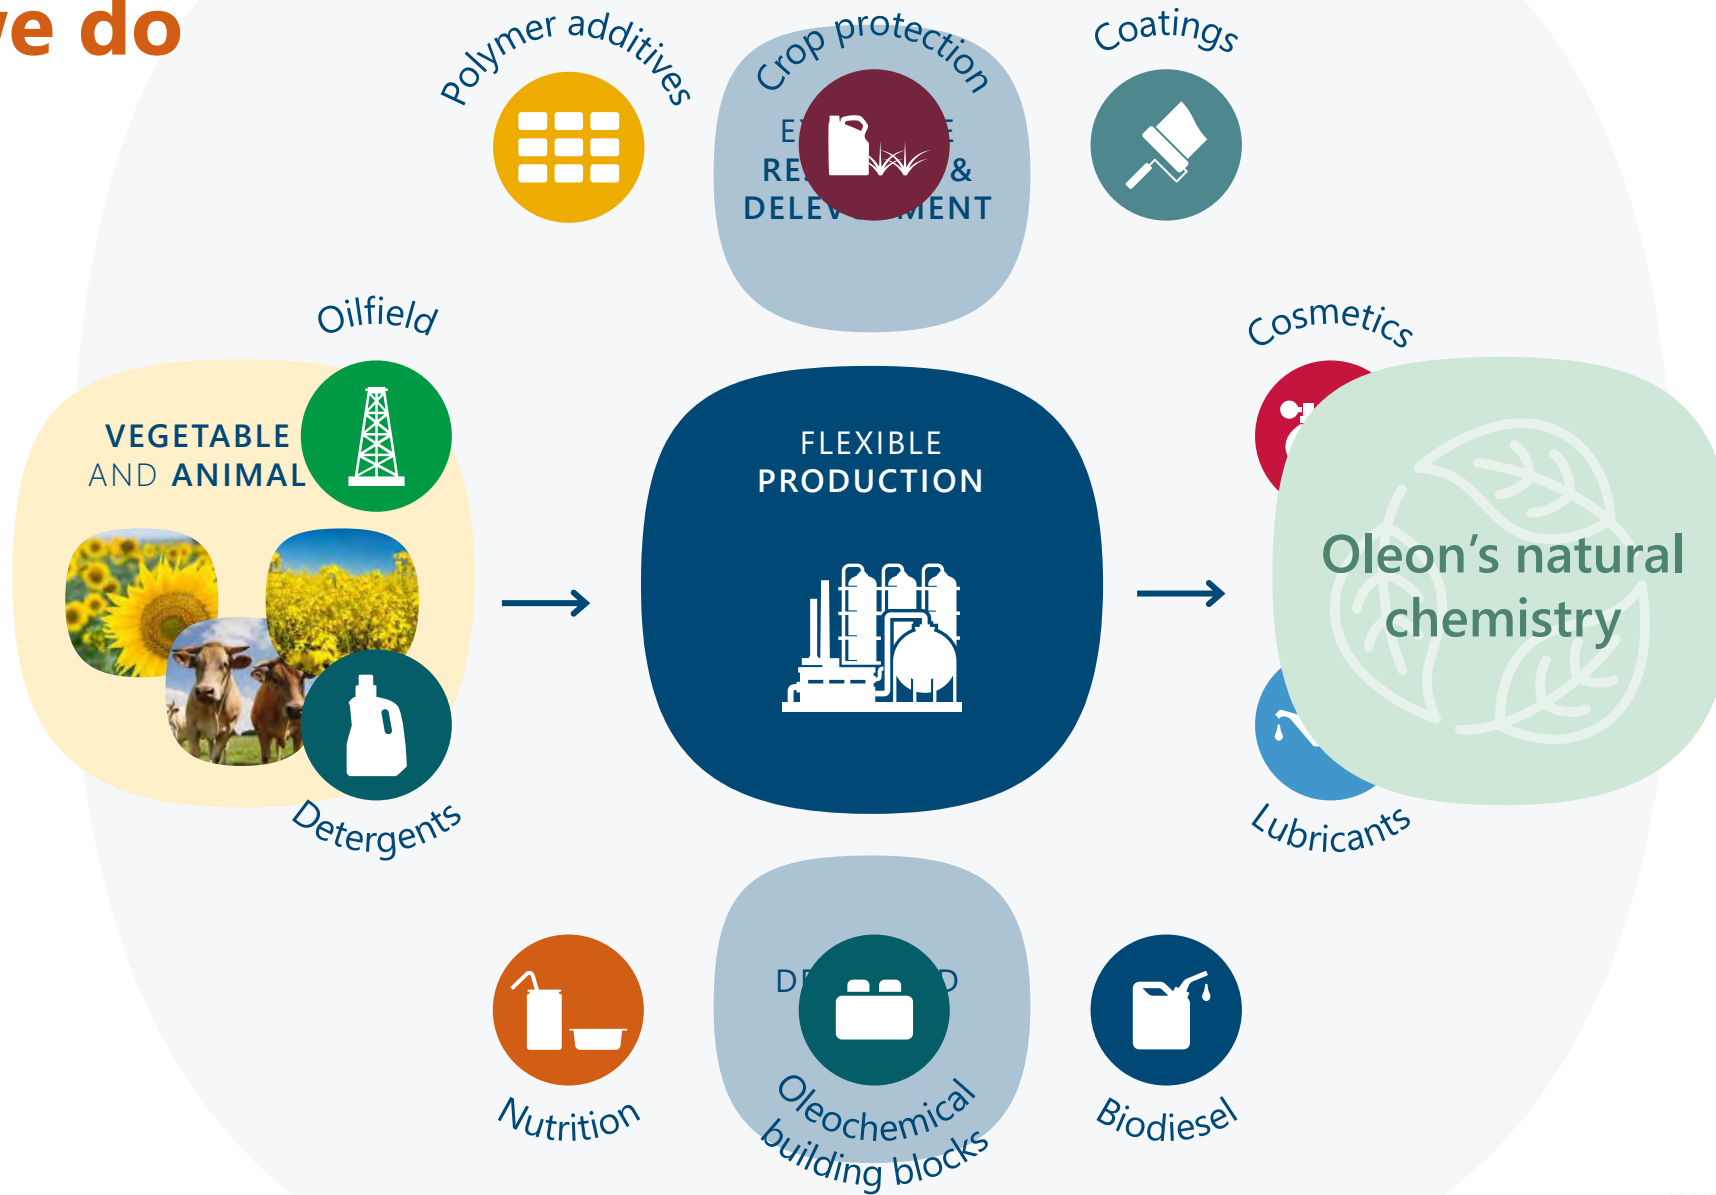 we do
Polymer additives
Crop protection
Coatings
&
Oilfield
Cosmetics
VEGETABLE
AND ANIMAL
FLEXIBLE
PRODUCTION
Oleon's natural
chemistry
Detergents
Lubricants
Nutrition
Oleochemical
building blocks
Biodiesel